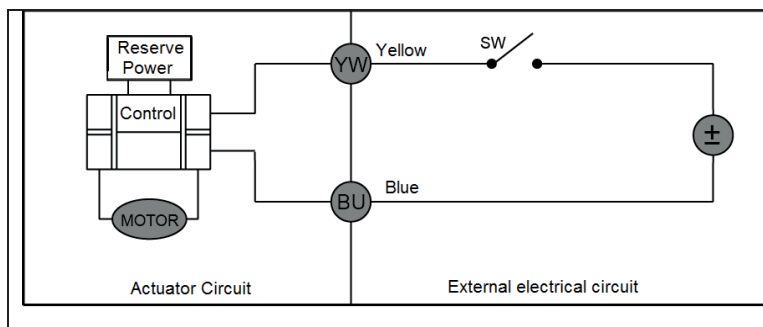 Reserve
Power
Control
MOTOR
YW
Yellow
SW
±
BU
Blue
Actuator Circuit
External electrical circuit